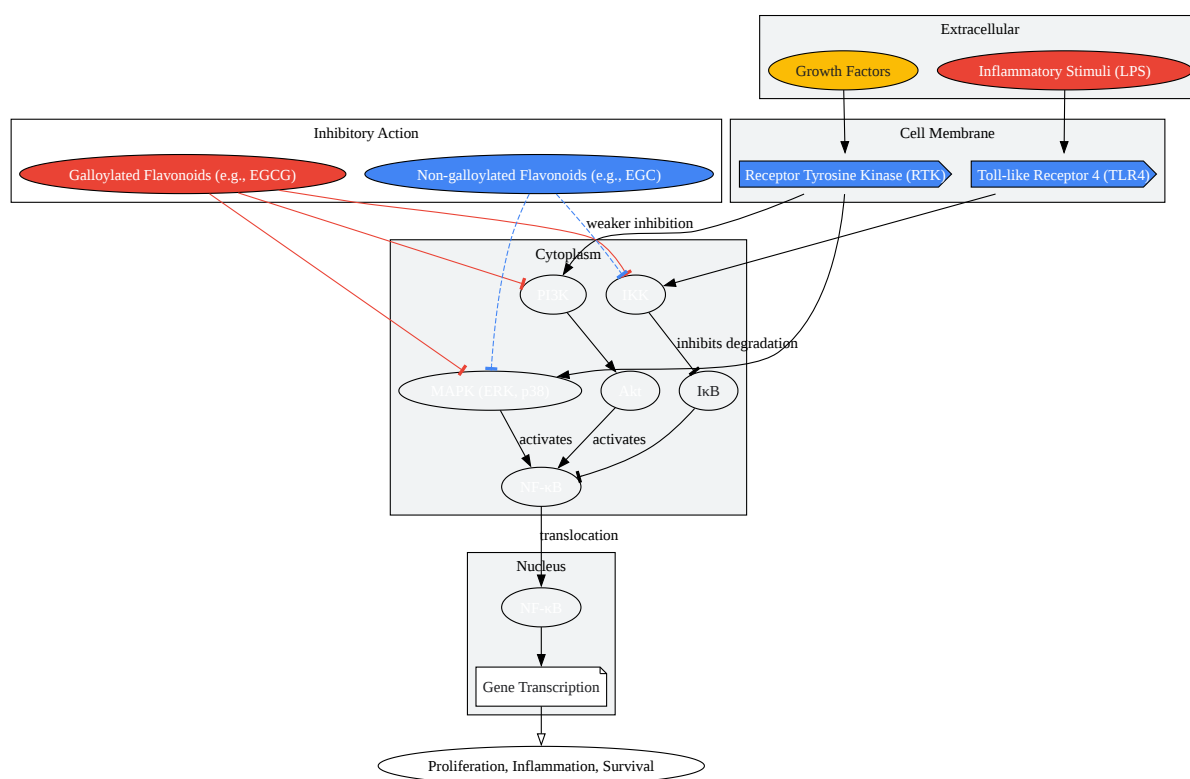 Extracellular
Growth Factors
Inflammatory Stimuli (LPS)
Inhibitory Action
Cell Membrane
Galloylated Flavonoids (e.g., EGCG)
Non-galloylated Flavonoids (e.g., EGC)
Receptor Tyrosine Kinase (RTK)
Toll-like Receptor 4 (TLR4)
weaker inhibition
Cytoplasm
PI3K
IKK
inhibits degradation
MAPK (ERK, p38)
Akt
IκB
activates
activates
NF-κB
translocation
Nucleus
NF-κB
Gene Transcription
Proliferation, Inflammation, Survival